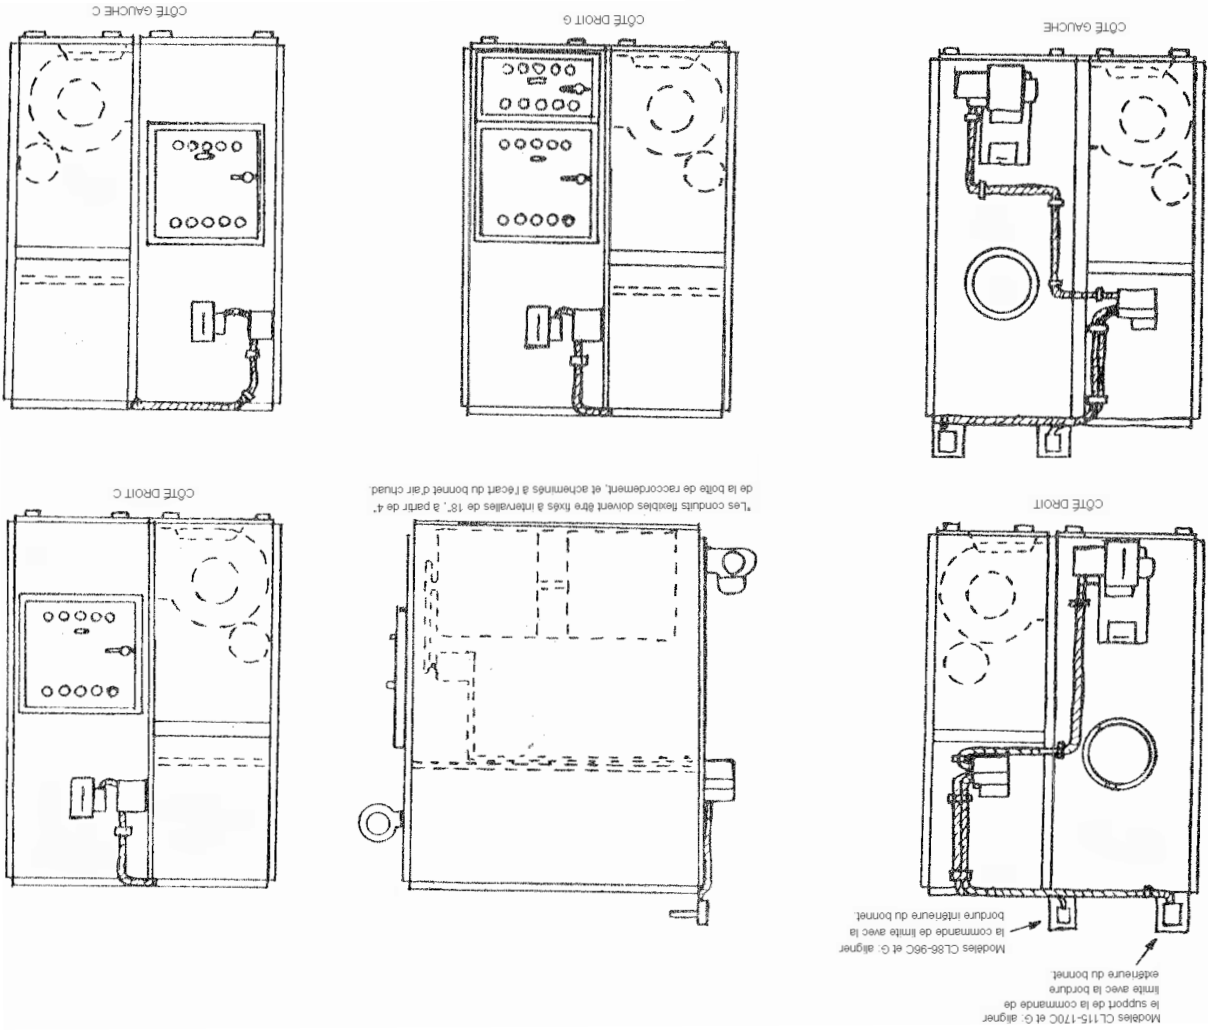 Modèles CL115-170C et G: aligner
le support de la commande de
limite avec la bordure
extérieure du bonnet.
Modèles CL86-96C et G: aligner
la commande de limite avec la
bordure intérieure du bonnet.
CÔTÉ DROIT
*Les conduits flexibles doivent être fixés à intervalles de 18", à partir de 4"
de la boîte de raccordement, et acheminés à l'écart du bonnet d'air chuad.
CÔTÉ DROIT C
CÔTÉ GAUCHE
CÔTÉ DROIT G
CÔTÉ GAUCHE C